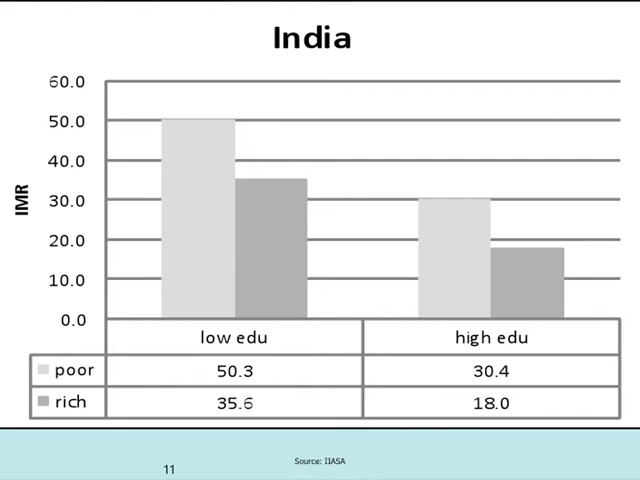 India
60.0
50.0
40.0
30.0
20.0
10.0
0.0
IMR
low edu high edu
poor 50.3 30.4
rich 35.6 18.0
Source: IIASA
11